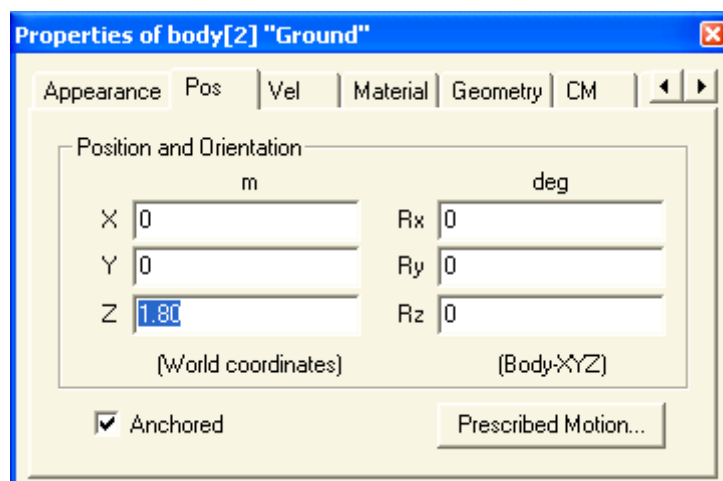 Properties of body[2] "Ground"
Appearance Pos Vel Material Geometry CM
Position and Orientation
m deg
X 0 Rx 0
Y 0 Ry 0
Z 1.80 Rz 0
(World coordinates) (Body-XYZ)
Anchored Prescribed Motion...